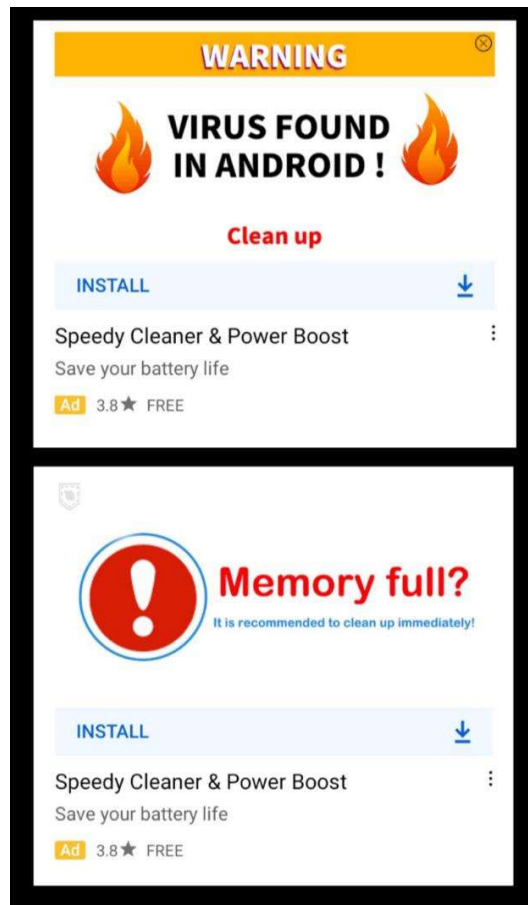 WARNING
VIRUS FOUND
IN ANDROID !
Clean up
INSTALL
Speedy Cleaner & Power Boost
Save your battery life
Ad 3.8★ FREE
Memory full?
It is recommended to clean up immediately!
INSTALL
Speedy Cleaner & Power Boost
Save your battery life
Ad 3.8★ FREE